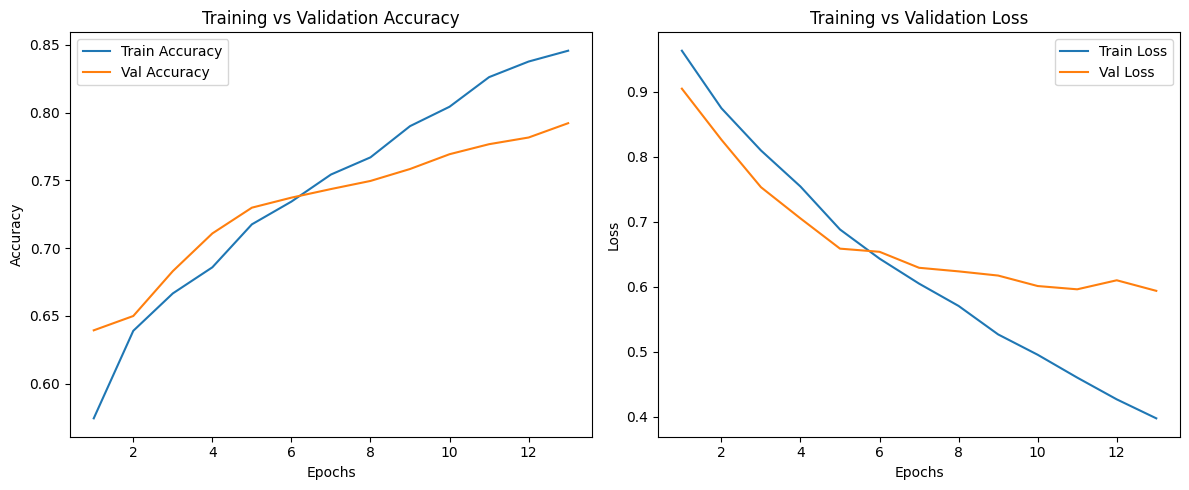 Training vs Validation Accuracy
Train Accuracy
Val Accuracy
Accuracy
0.85
0.80
0.75
0.70
0.65
0.60
2 4 6 8 10 12
Epochs
Training vs Validation Loss
Train Loss
Val Loss
Loss
0.9
0.8
0.7
0.6
0.5
0.4
2 4 6 8 10 12
Epochs